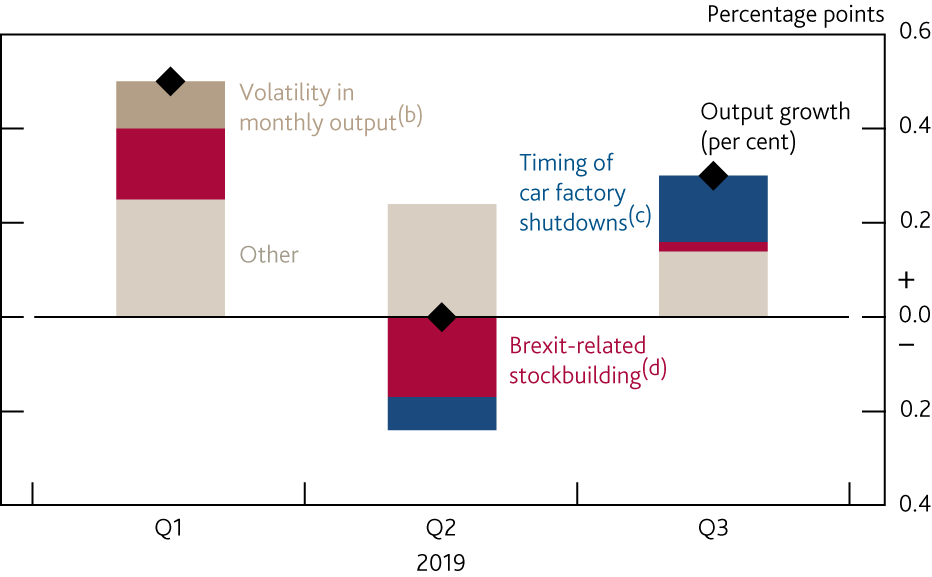 Percentage points
0.6
Volatility in
monthly output(b)
Output growth
(per cent)
0.4
Timing of
car factory
shutdowns(c)
0.2
Other
+
0.0
–
Brexit-related
stockbuilding(d)
0.2
0.4
Q1
Q2
Q3
2019